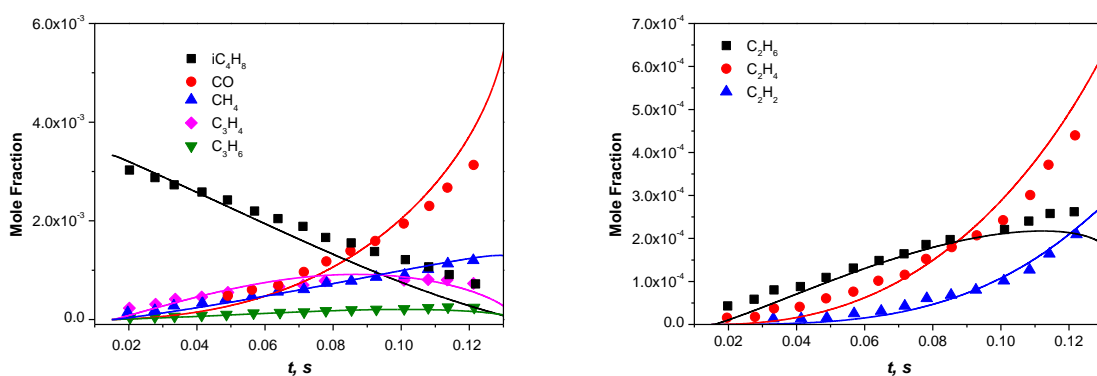 Mole Fraction
6.0x10⁻³
4.0x10⁻³
2.0x10⁻³
0.0
iC₄H₈
CO
CH₄
C₃H₄
C₃H₆
0.02 0.04 0.06 0.08 0.10 0.12
t, s
Mole Fraction
7.0x10⁻⁴
6.0x10⁻⁴
5.0x10⁻⁴
4.0x10⁻⁴
3.0x10⁻⁴
2.0x10⁻⁴
1.0x10⁻⁴
0.0
C₂H₆
C₂H₄
C₂H₂
0.02 0.04 0.06 0.08 0.10 0.12
t, s